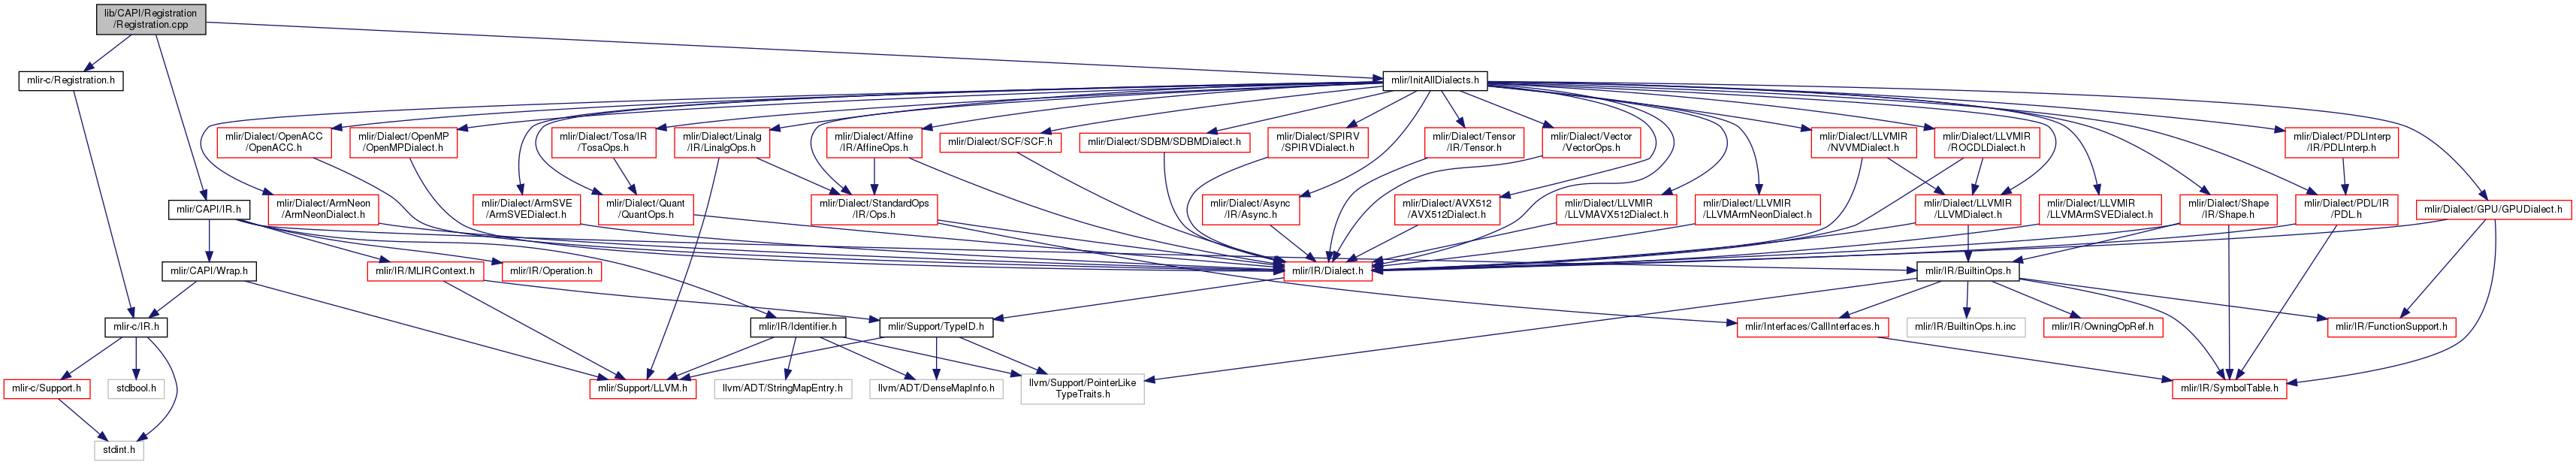 lib/CAPI/Registration
/Registration.cpp
mlir-c/Registration.h
mlir/InitAllDialects.h
mlir/Dialect/OpenACC
/OpenACC.h
mlir/Dialect/OpenMP
/OpenMPDialect.h
mlir/Dialect/Tosa/IR
/TosaOps.h
mlir/Dialect/Linalg
/IR/LinalgOps.h
mlir/Dialect/Affine
/IR/AffineOps.h
mlir/Dialect/SCF/SCF.h
mlir/Dialect/SDBM/SDBMDialect.h
mlir/Dialect/SPIRV
/SPIRVDialect.h
mlir/Dialect/Tensor
/IR/Tensor.h
mlir/Dialect/Vector
/VectorOps.h
mlir/Dialect/LLVMIR
/NVVMDialect.h
mlir/Dialect/LLVMIR
/ROCDLDialect.h
mlir/Dialect/PDLInterp
/IR/PDLInterp.h
mlir/CAPI/IR.h
mlir/Dialect/ArmNeon
/ArmNeonDialect.h
mlir/Dialect/ArmSVE
/ArmSVEDialect.h
mlir/Dialect/Quant
/QuantOps.h
mlir/Dialect/StandardOps
/IR/Ops.h
mlir/Dialect/Async
/IR/Async.h
mlir/Dialect/AVX512
/AVX512Dialect.h
mlir/Dialect/LLVMIR
/LLVMAVX512Dialect.h
mlir/Dialect/LLVMIR
/LLVMArmNeonDialect.h
mlir/Dialect/LLVMIR
/LLVMDialect.h
mlir/Dialect/LLVMIR
/LLVMArmSVEDialect.h
mlir/Dialect/Shape
/IR/Shape.h
mlir/Dialect/PDL/IR
/PDL.h
mlir/Dialect/GPU/GPUDialect.h
mlir/CAPI/Wrap.h
mlir/IR/MLIRContext.h
mlir/IR/Operation.h
mlir/IR/Dialect.h
mlir/IR/BuiltinOps.h
mlir-c/IR.h
mlir/IR/Identifier.h
mlir/Support/TypeID.h
mlir/Interfaces/CallInterfaces.h
mlir/IR/BuiltinOps.h.inc
mlir/IR/OwningOpRef.h
mlir/IR/FunctionSupport.h
mlir-c/Support.h
stdbool.h
mlir/Support/LLVM.h
llvm/ADT/StringMapEntry.h
llvm/ADT/DenseMapInfo.h
llvm/Support/PointerLike
TypeTraits.h
mlir/IR/SymbolTable.h
stdint.h